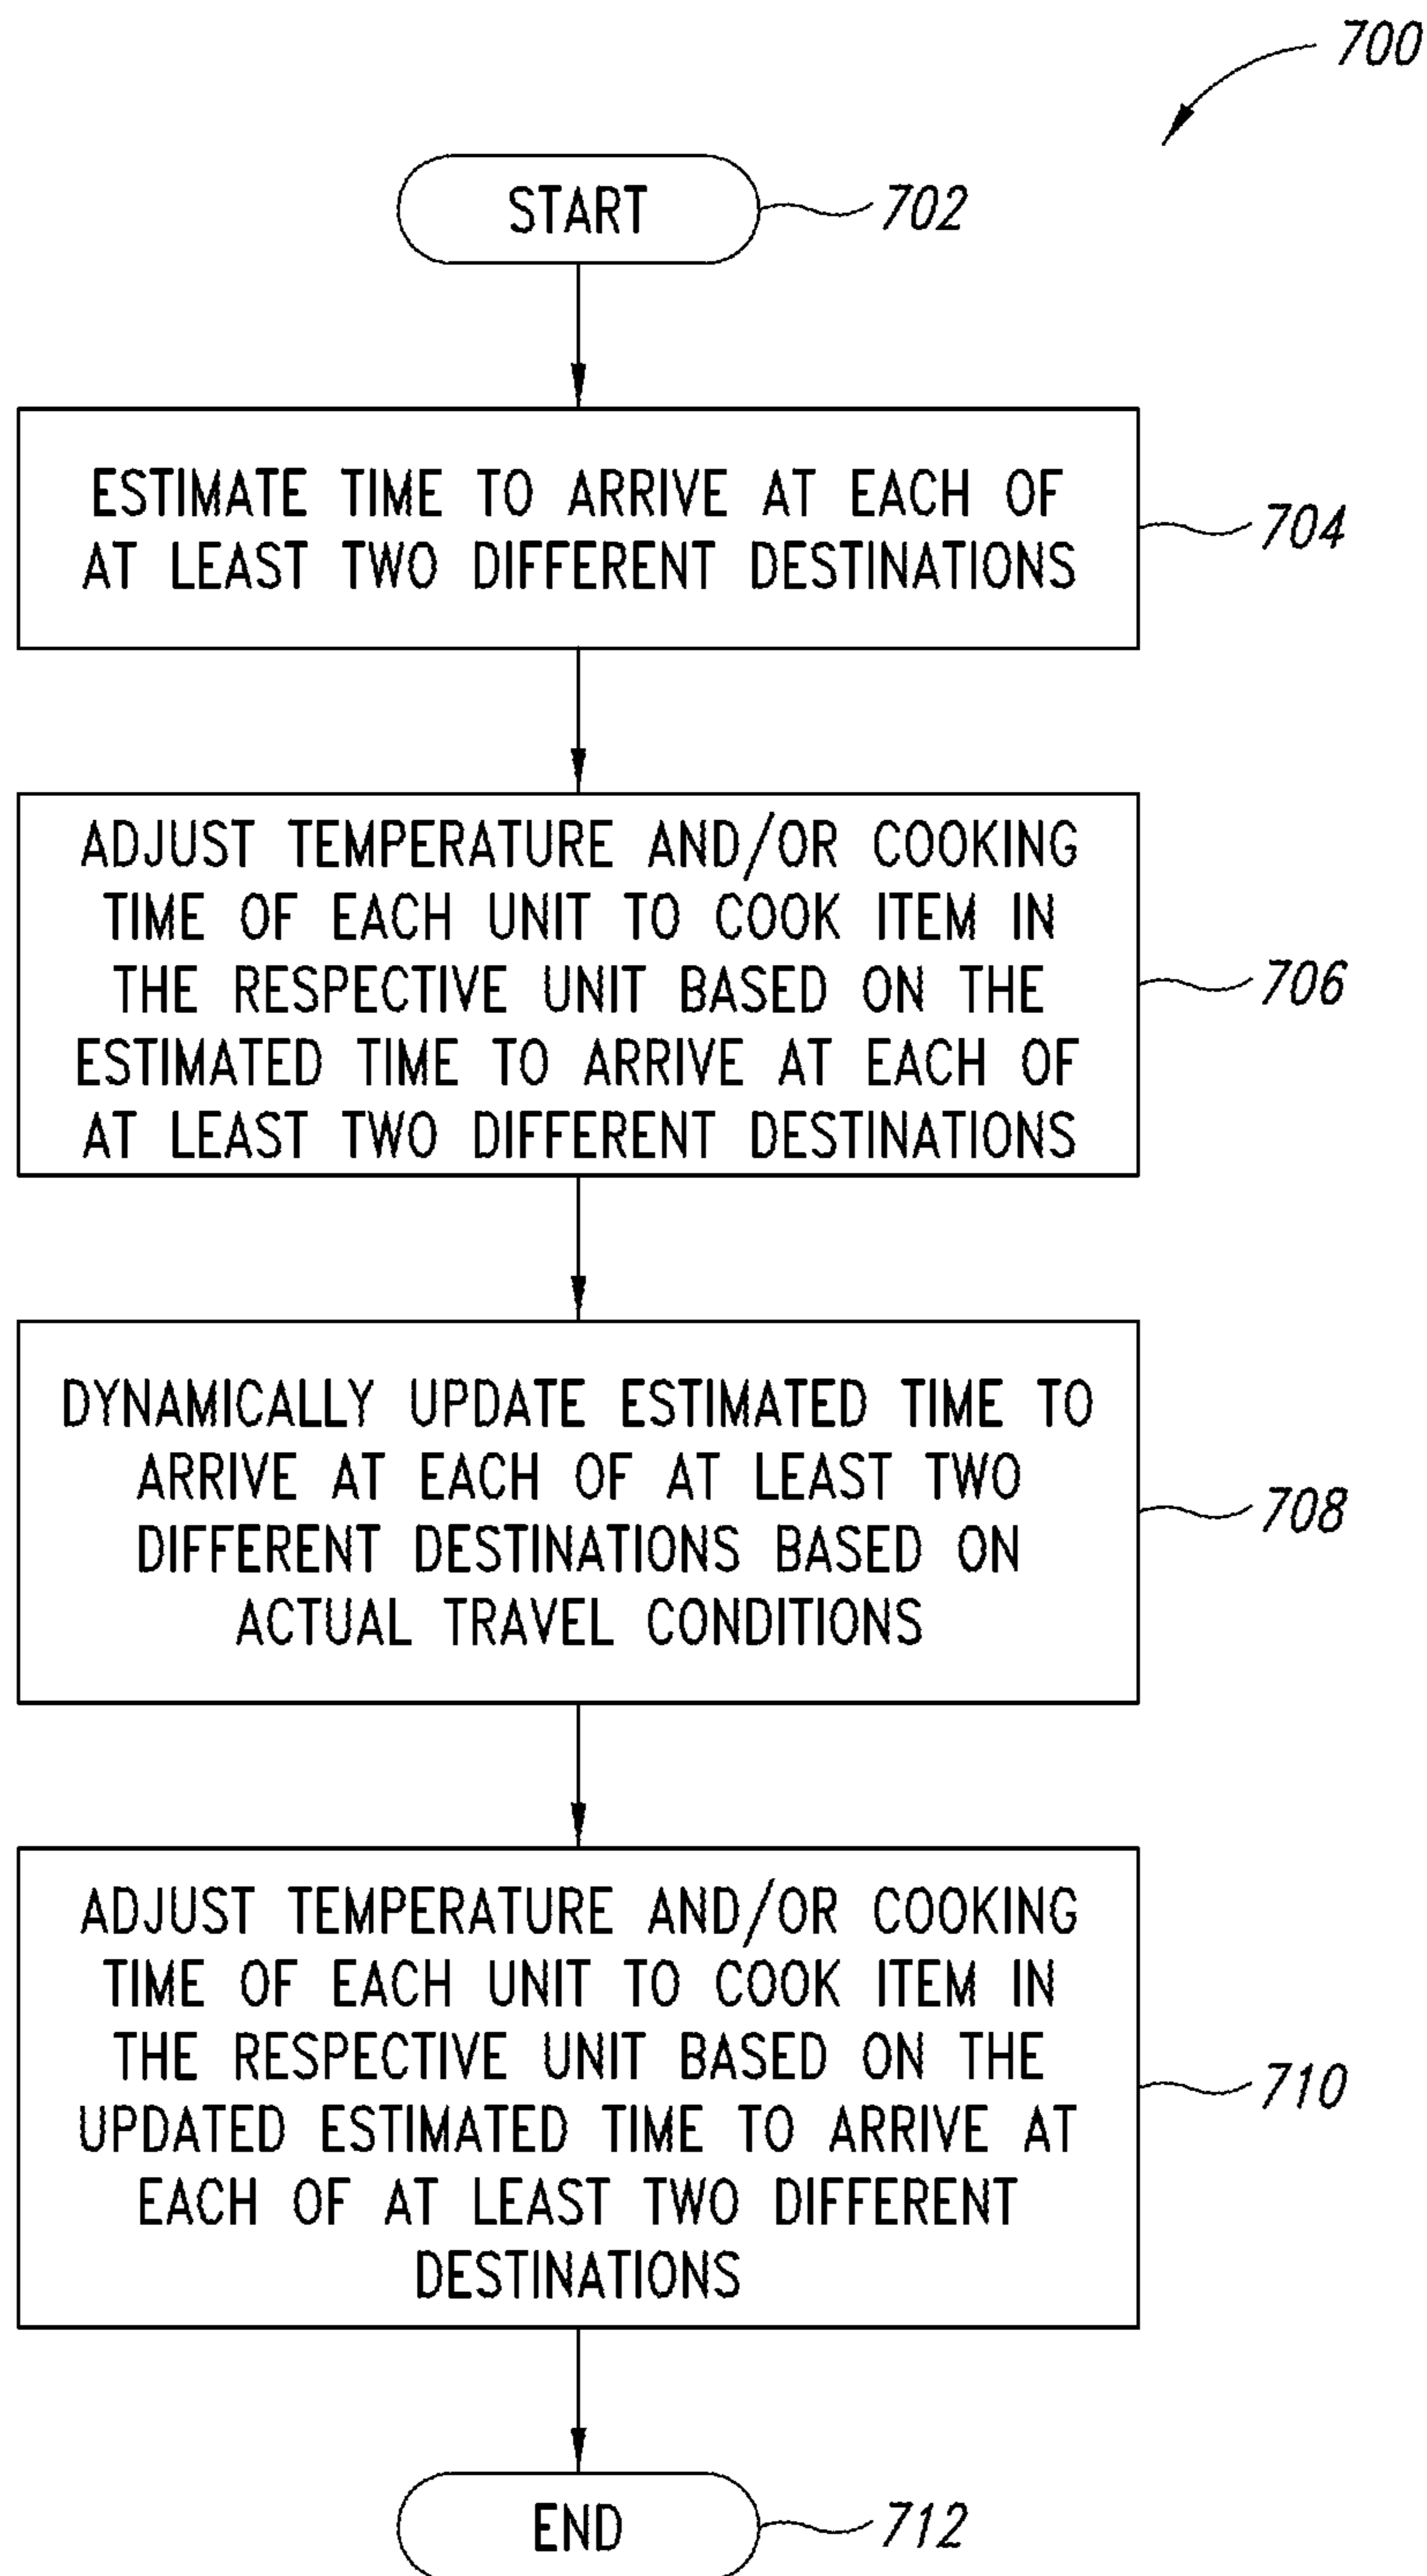 700
START
702
ESTIMATE TIME TO ARRIVE AT EACH OF
AT LEAST TWO DIFFERENT DESTINATIONS
704
ADJUST TEMPERATURE AND/OR COOKING
TIME OF EACH UNIT TO COOK ITEM IN
THE RESPECTIVE UNIT BASED ON THE
ESTIMATED TIME TO ARRIVE AT EACH OF
AT LEAST TWO DIFFERENT DESTINATIONS
706
DYNAMICALLY UPDATE ESTIMATED TIME TO
ARRIVE AT EACH OF AT LEAST TWO
DIFFERENT DESTINATIONS BASED ON
ACTUAL TRAVEL CONDITIONS
708
ADJUST TEMPERATURE AND/OR COOKING
TIME OF EACH UNIT TO COOK ITEM IN
THE RESPECTIVE UNIT BASED ON THE
UPDATED ESTIMATED TIME TO ARRIVE AT
EACH OF AT LEAST TWO DIFFERENT
DESTINATIONS
710
END
712